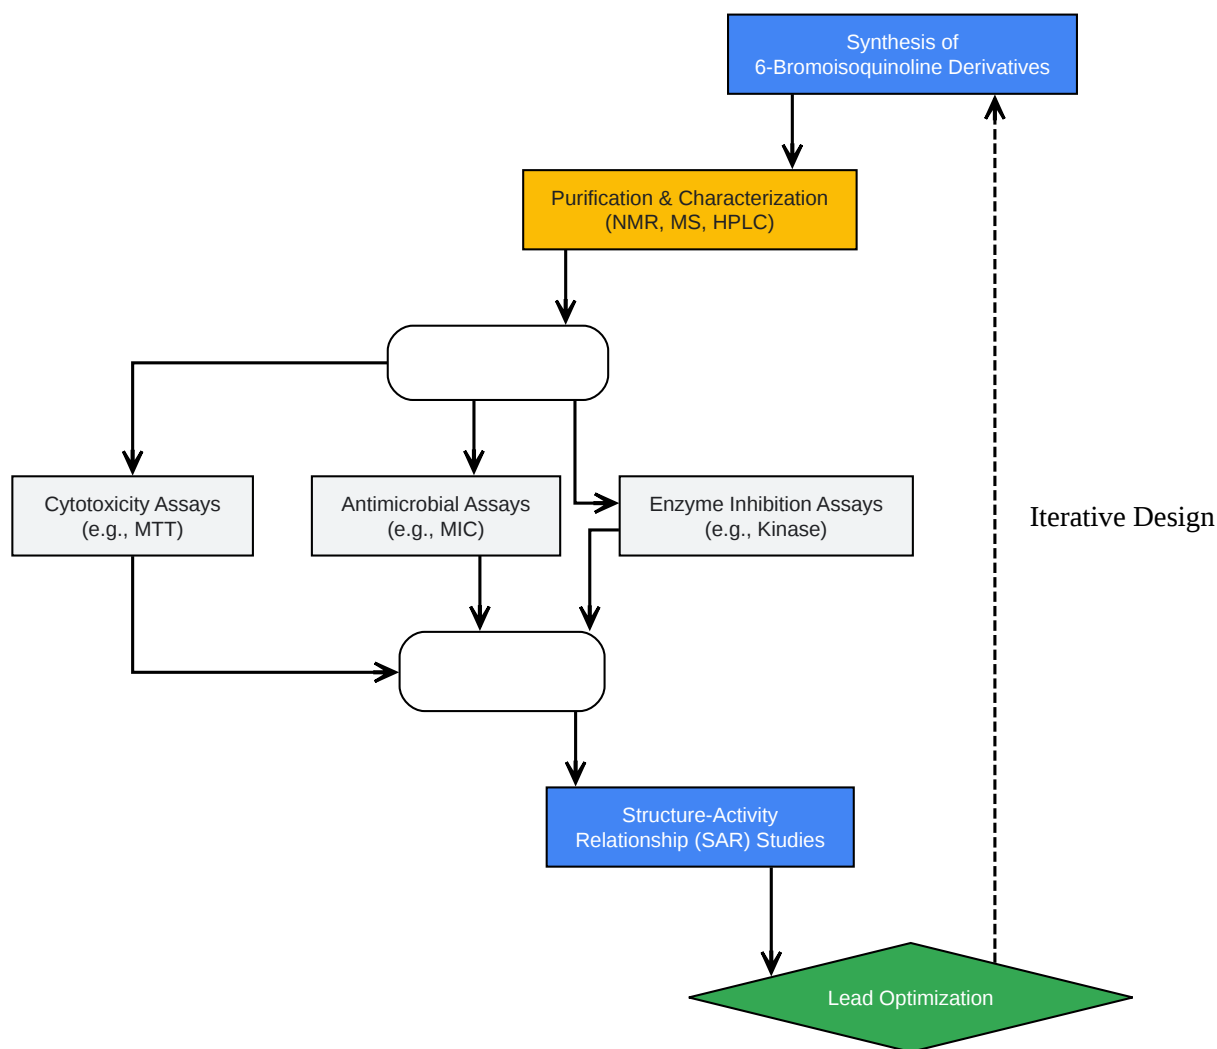 Synthesis of
6-Bromoisoquinoline Derivatives
Purification & Characterization
(NMR, MS, HPLC)
Cytotoxicity Assays
(e.g., MTT)
Antimicrobial Assays
(e.g., MIC)
Enzyme Inhibition Assays
(e.g., Kinase)
Iterative Design
Structure-Activity
Relationship (SAR) Studies
Lead Optimization